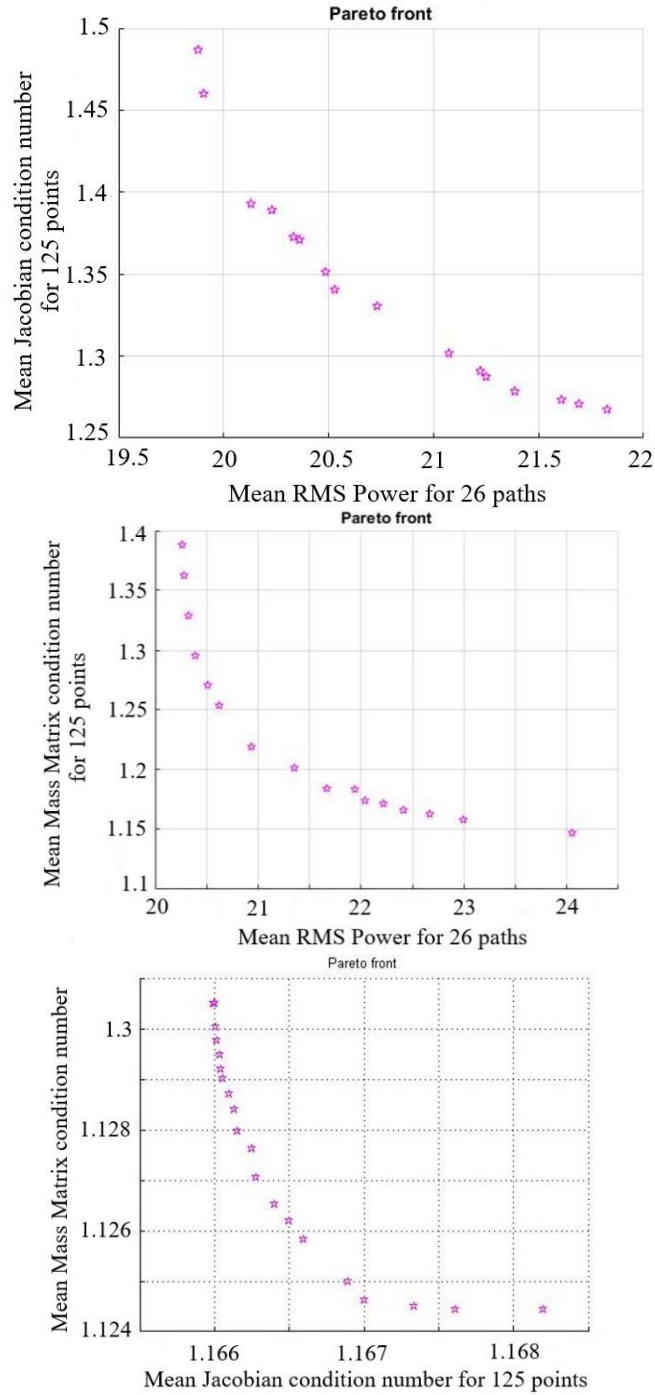 Pareto front
1.5
1.45
1.4
1.35
1.3
1.25
Mean Jacobian condition number
for 125 points
19.5 20 20.5 21 21.5 22
Mean RMS Power for 26 paths
Pareto front
1.4
1.35
1.3
1.25
1.2
1.15
1.1
Mean Mass Matrix condition number
for 125 points
20 21 22 23 24
Mean RMS Power for 26 paths
Pareto front
1.3
1.128
1.126
1.124
Mean Mass Matrix condition number
1.166 1.167 1.168
Mean Jacobian condition number for 125 points